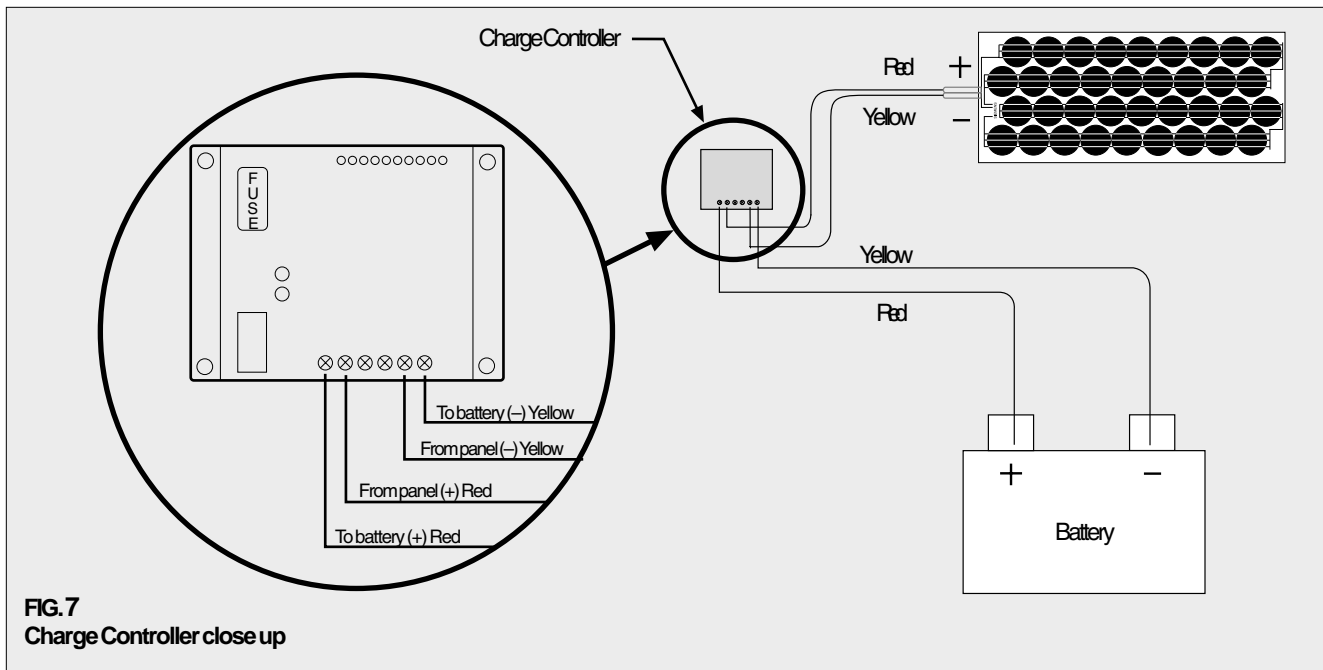 Charge Controller
Red +
Yellow −
FUSE
Yellow
Red
To battery (–) Yellow
From panel (–) Yellow
From panel (+) Red
To battery (+) Red
+ −
Battery
FIG. 7
Charge Controller close up